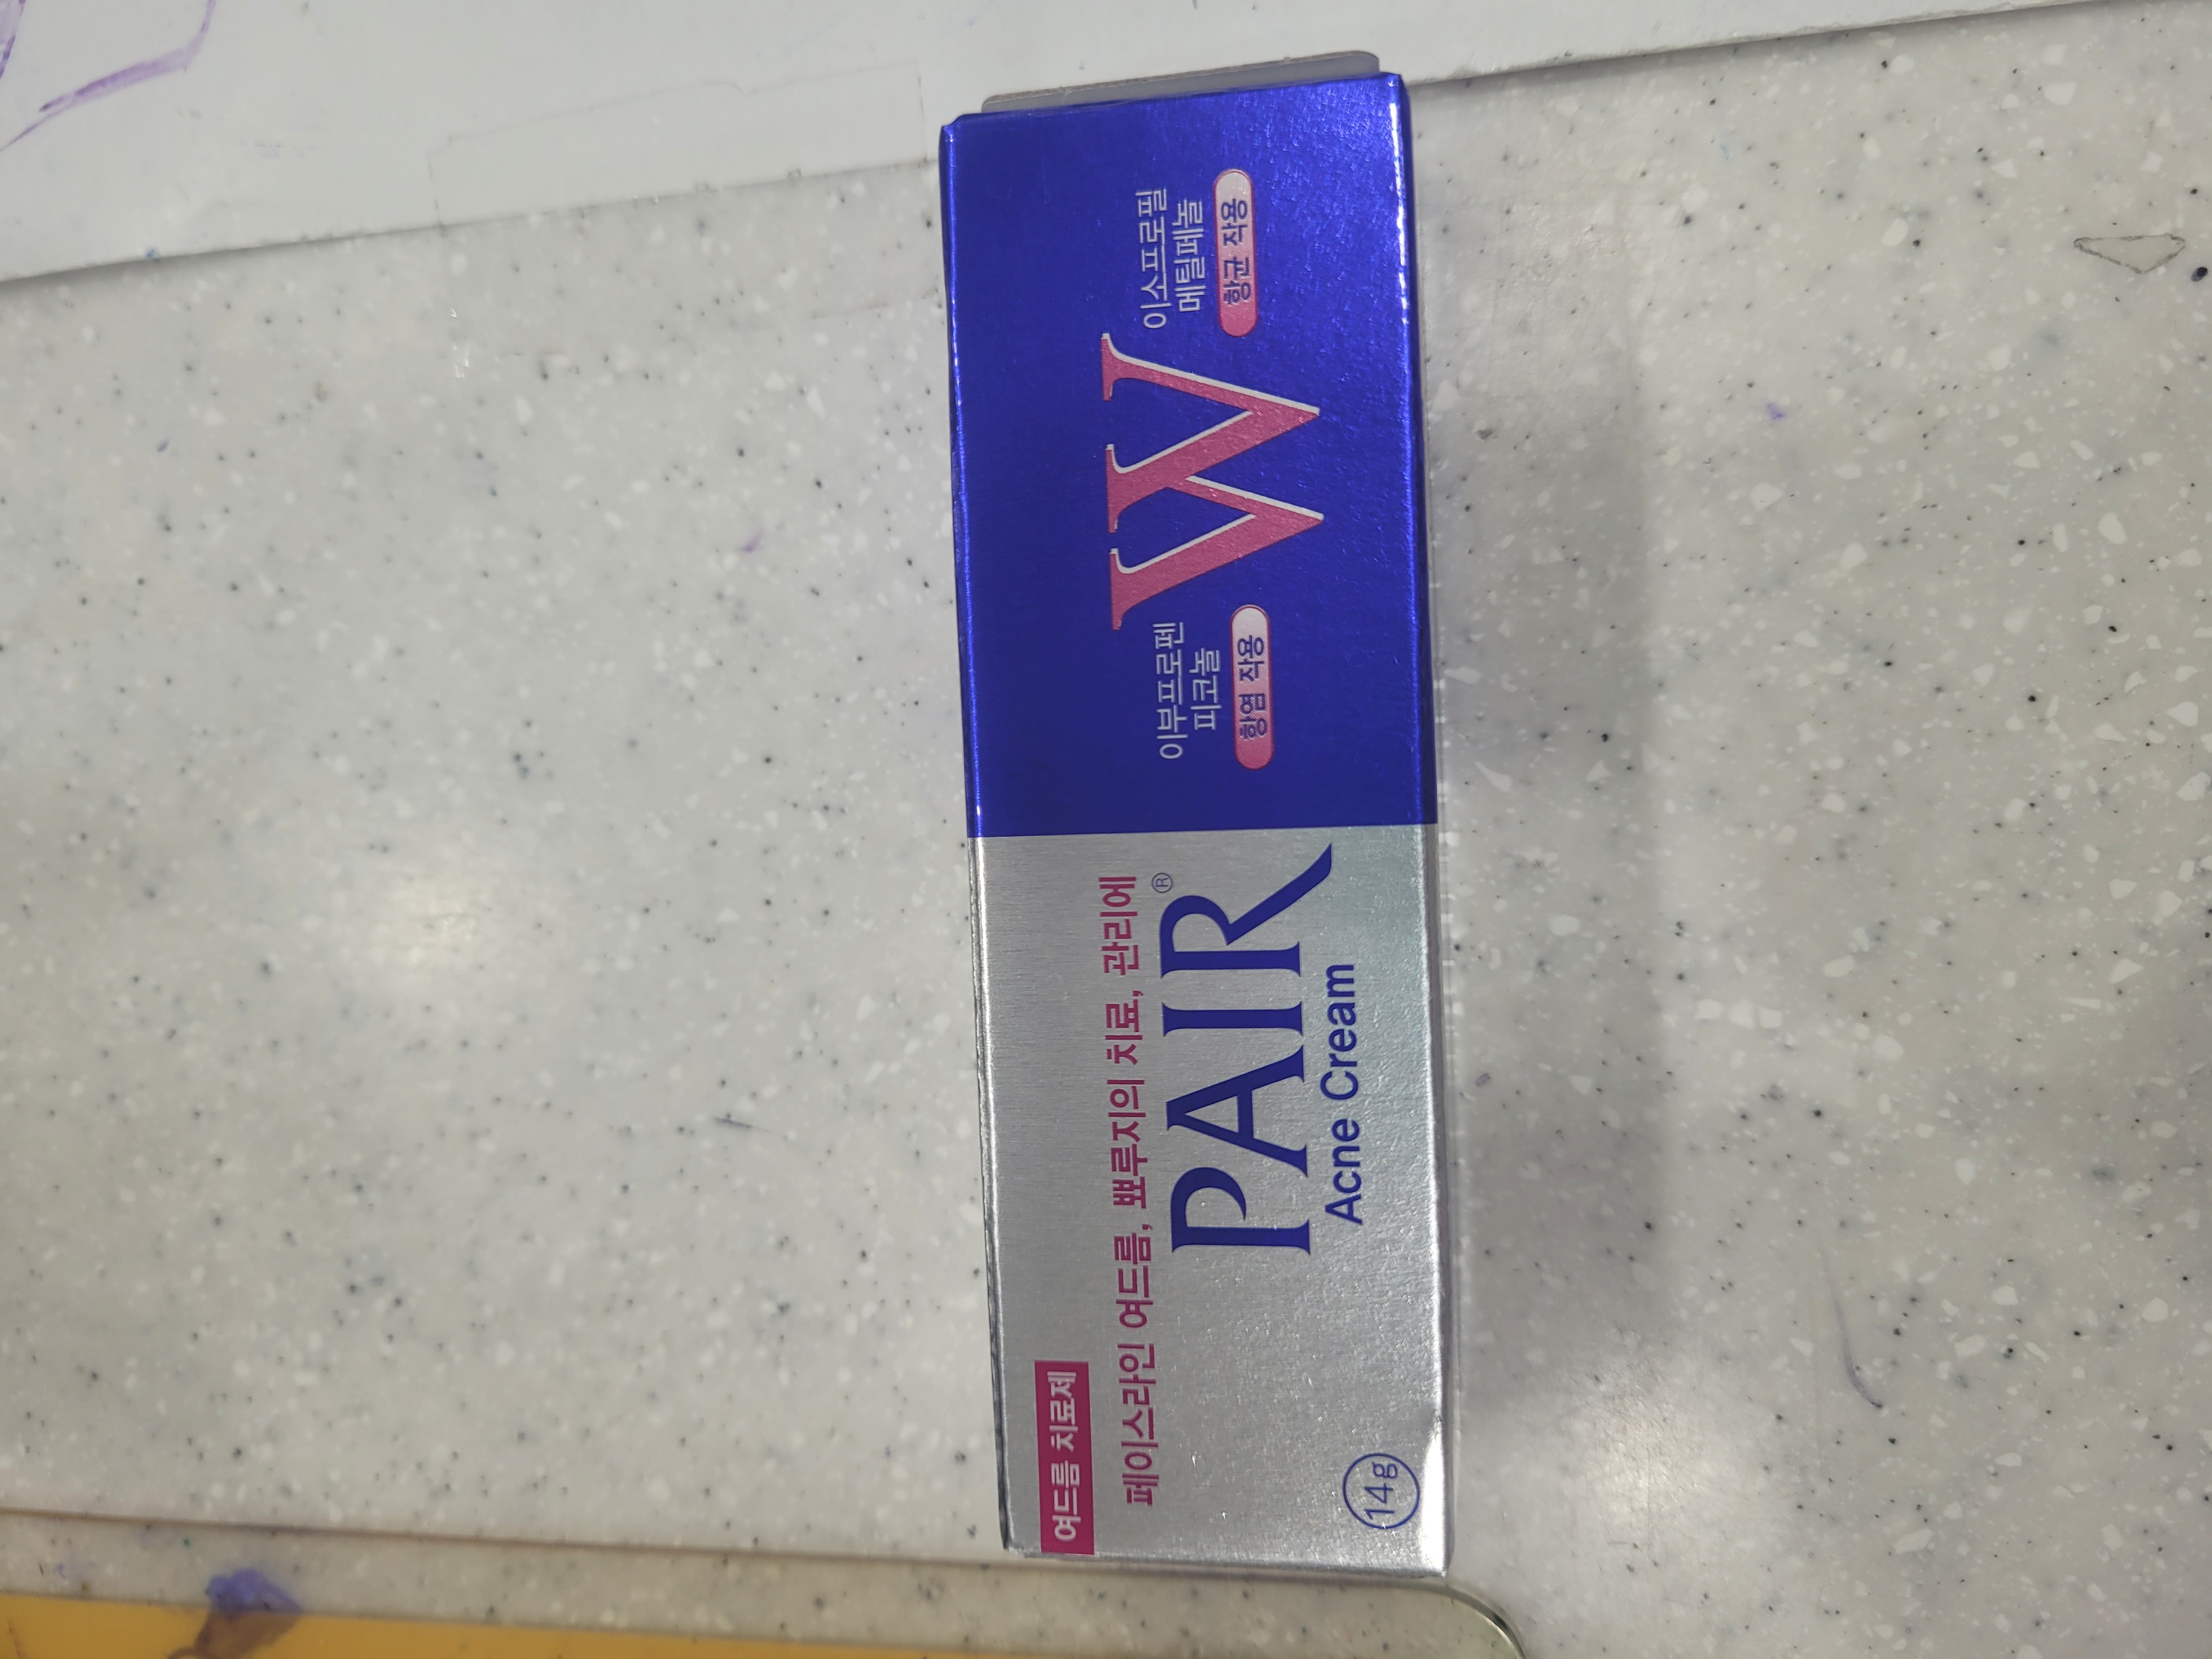 여드름 치료제
페이스라인 여드름, 뾰루지의 치료, 관리에
PAIR®
Acne Cream
14g
이부프로펜
피코놀
항염 작용
W
이소프로필
메틸페놀
항균 작용